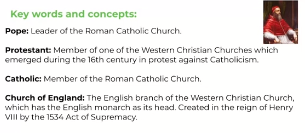 Key words and concepts:
Pope: Leader of the Roman Catholic Church.
Protestant: Member of one of the Western Christian Churches which
emerged during the 16th century in protest against Catholicism.
Catholic: Member of the Roman Catholic Church.
Church of England: The English branch of the Western Christian Church,
which has the English monarch as its head. Created in the reign of Henry
VIII by the 1534 Act of Supremacy.